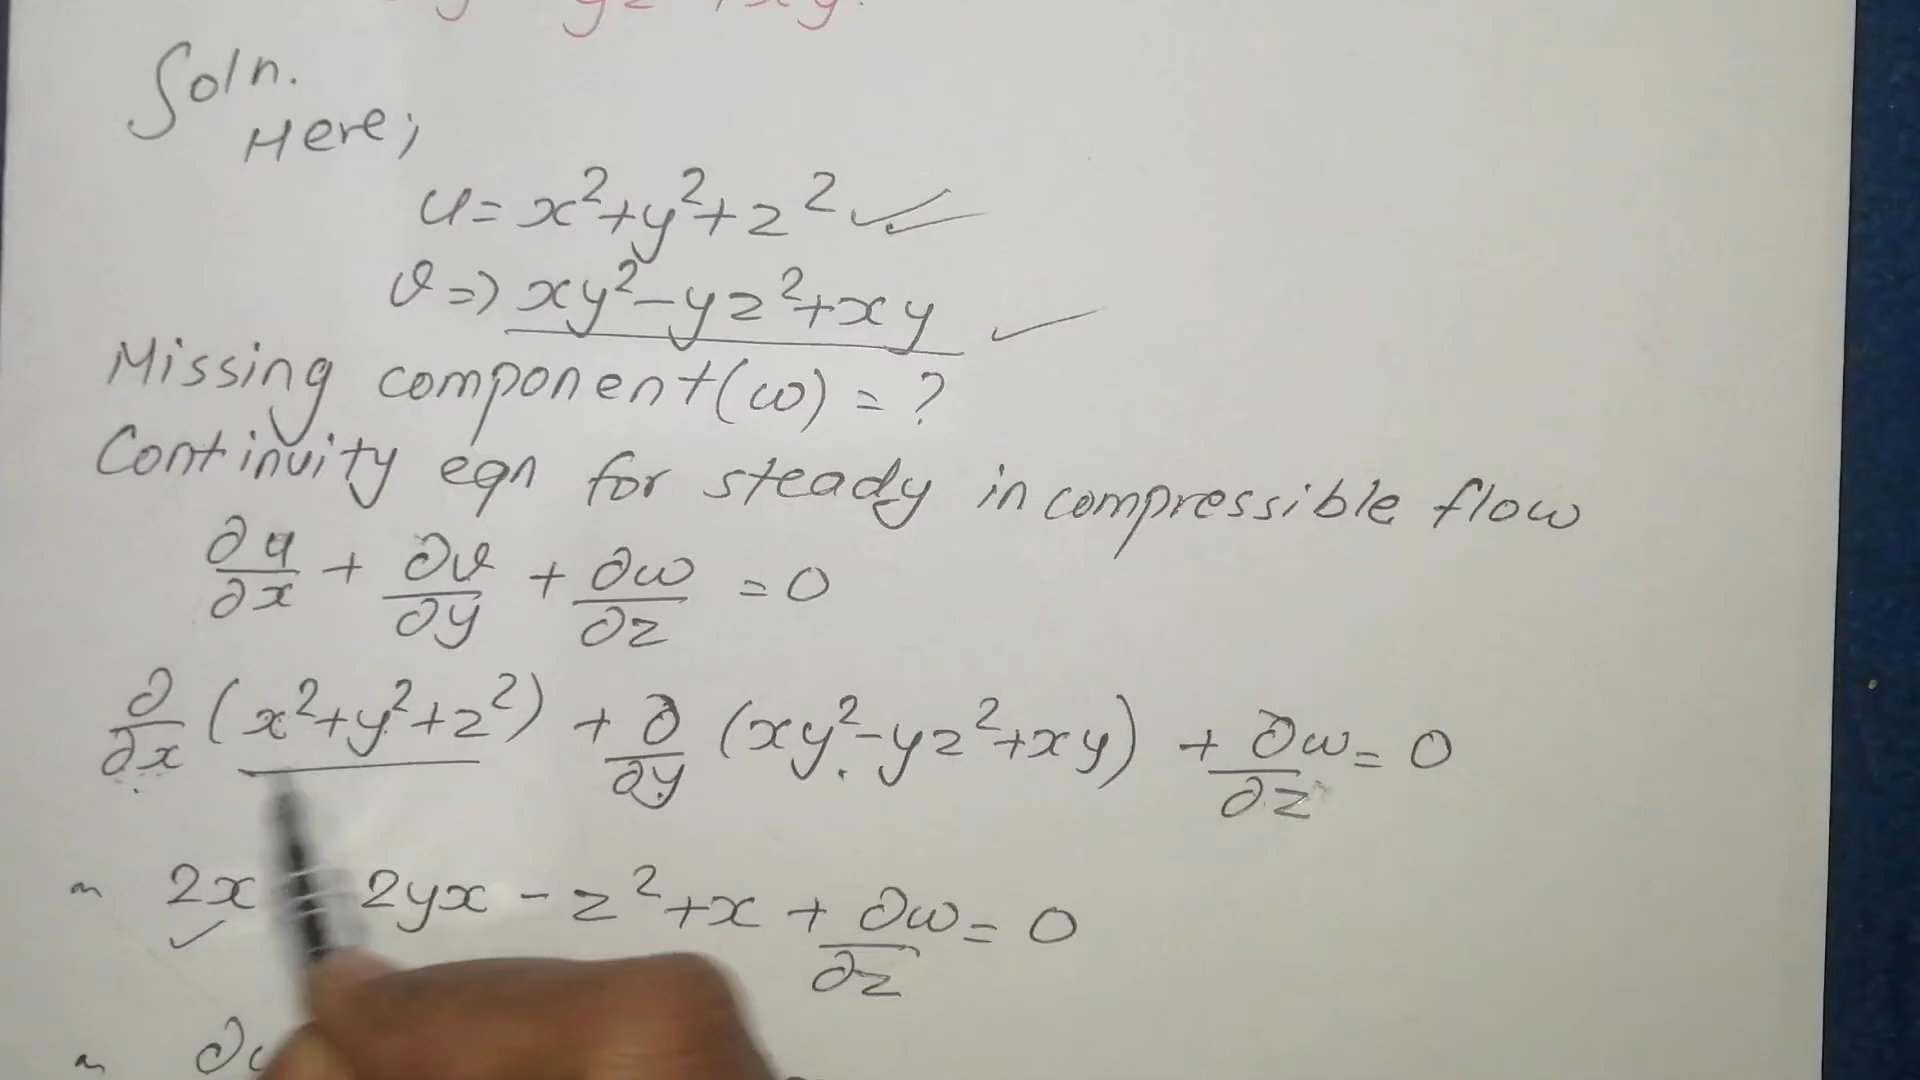 Soln.
Here;
u = x²+y²+z²
v => xy²-yz²+xy
Missing component (w) = ?
Continuity eqn for steady incompressible flow
∂u/∂x + ∂v/∂y + ∂w/∂z = 0
∂/∂x (x²+y²+z²) + ∂/∂y (xy²-yz²+xy) + ∂w/∂z = 0
~ 2x 2yx - z²+x + ∂w/∂z = 0